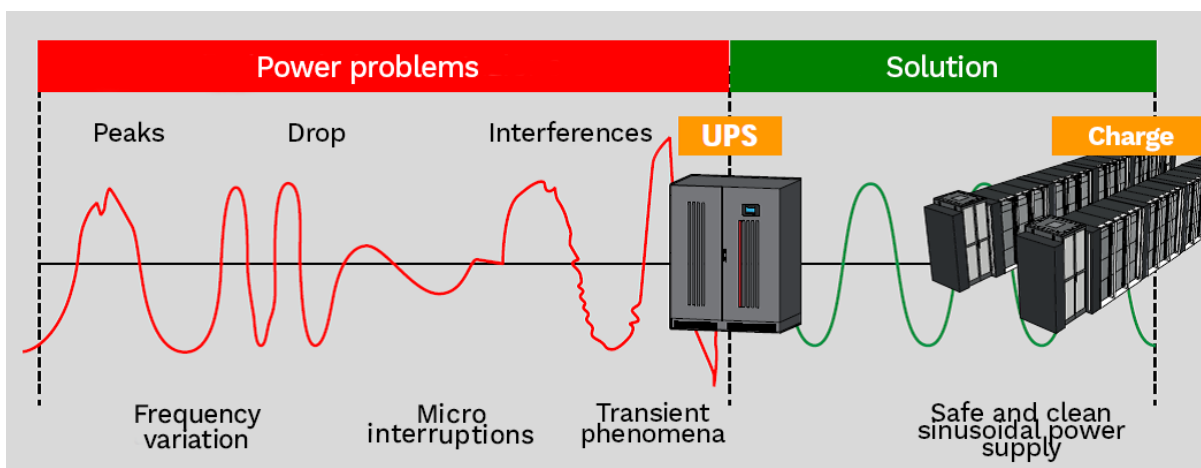 Power problems
Solution
Peaks
Drop
Interferences
UPS
Charge
Frequency
variation
Micro
interruptions
Transient
phenomena
Safe and clean
sinusoidal power
supply